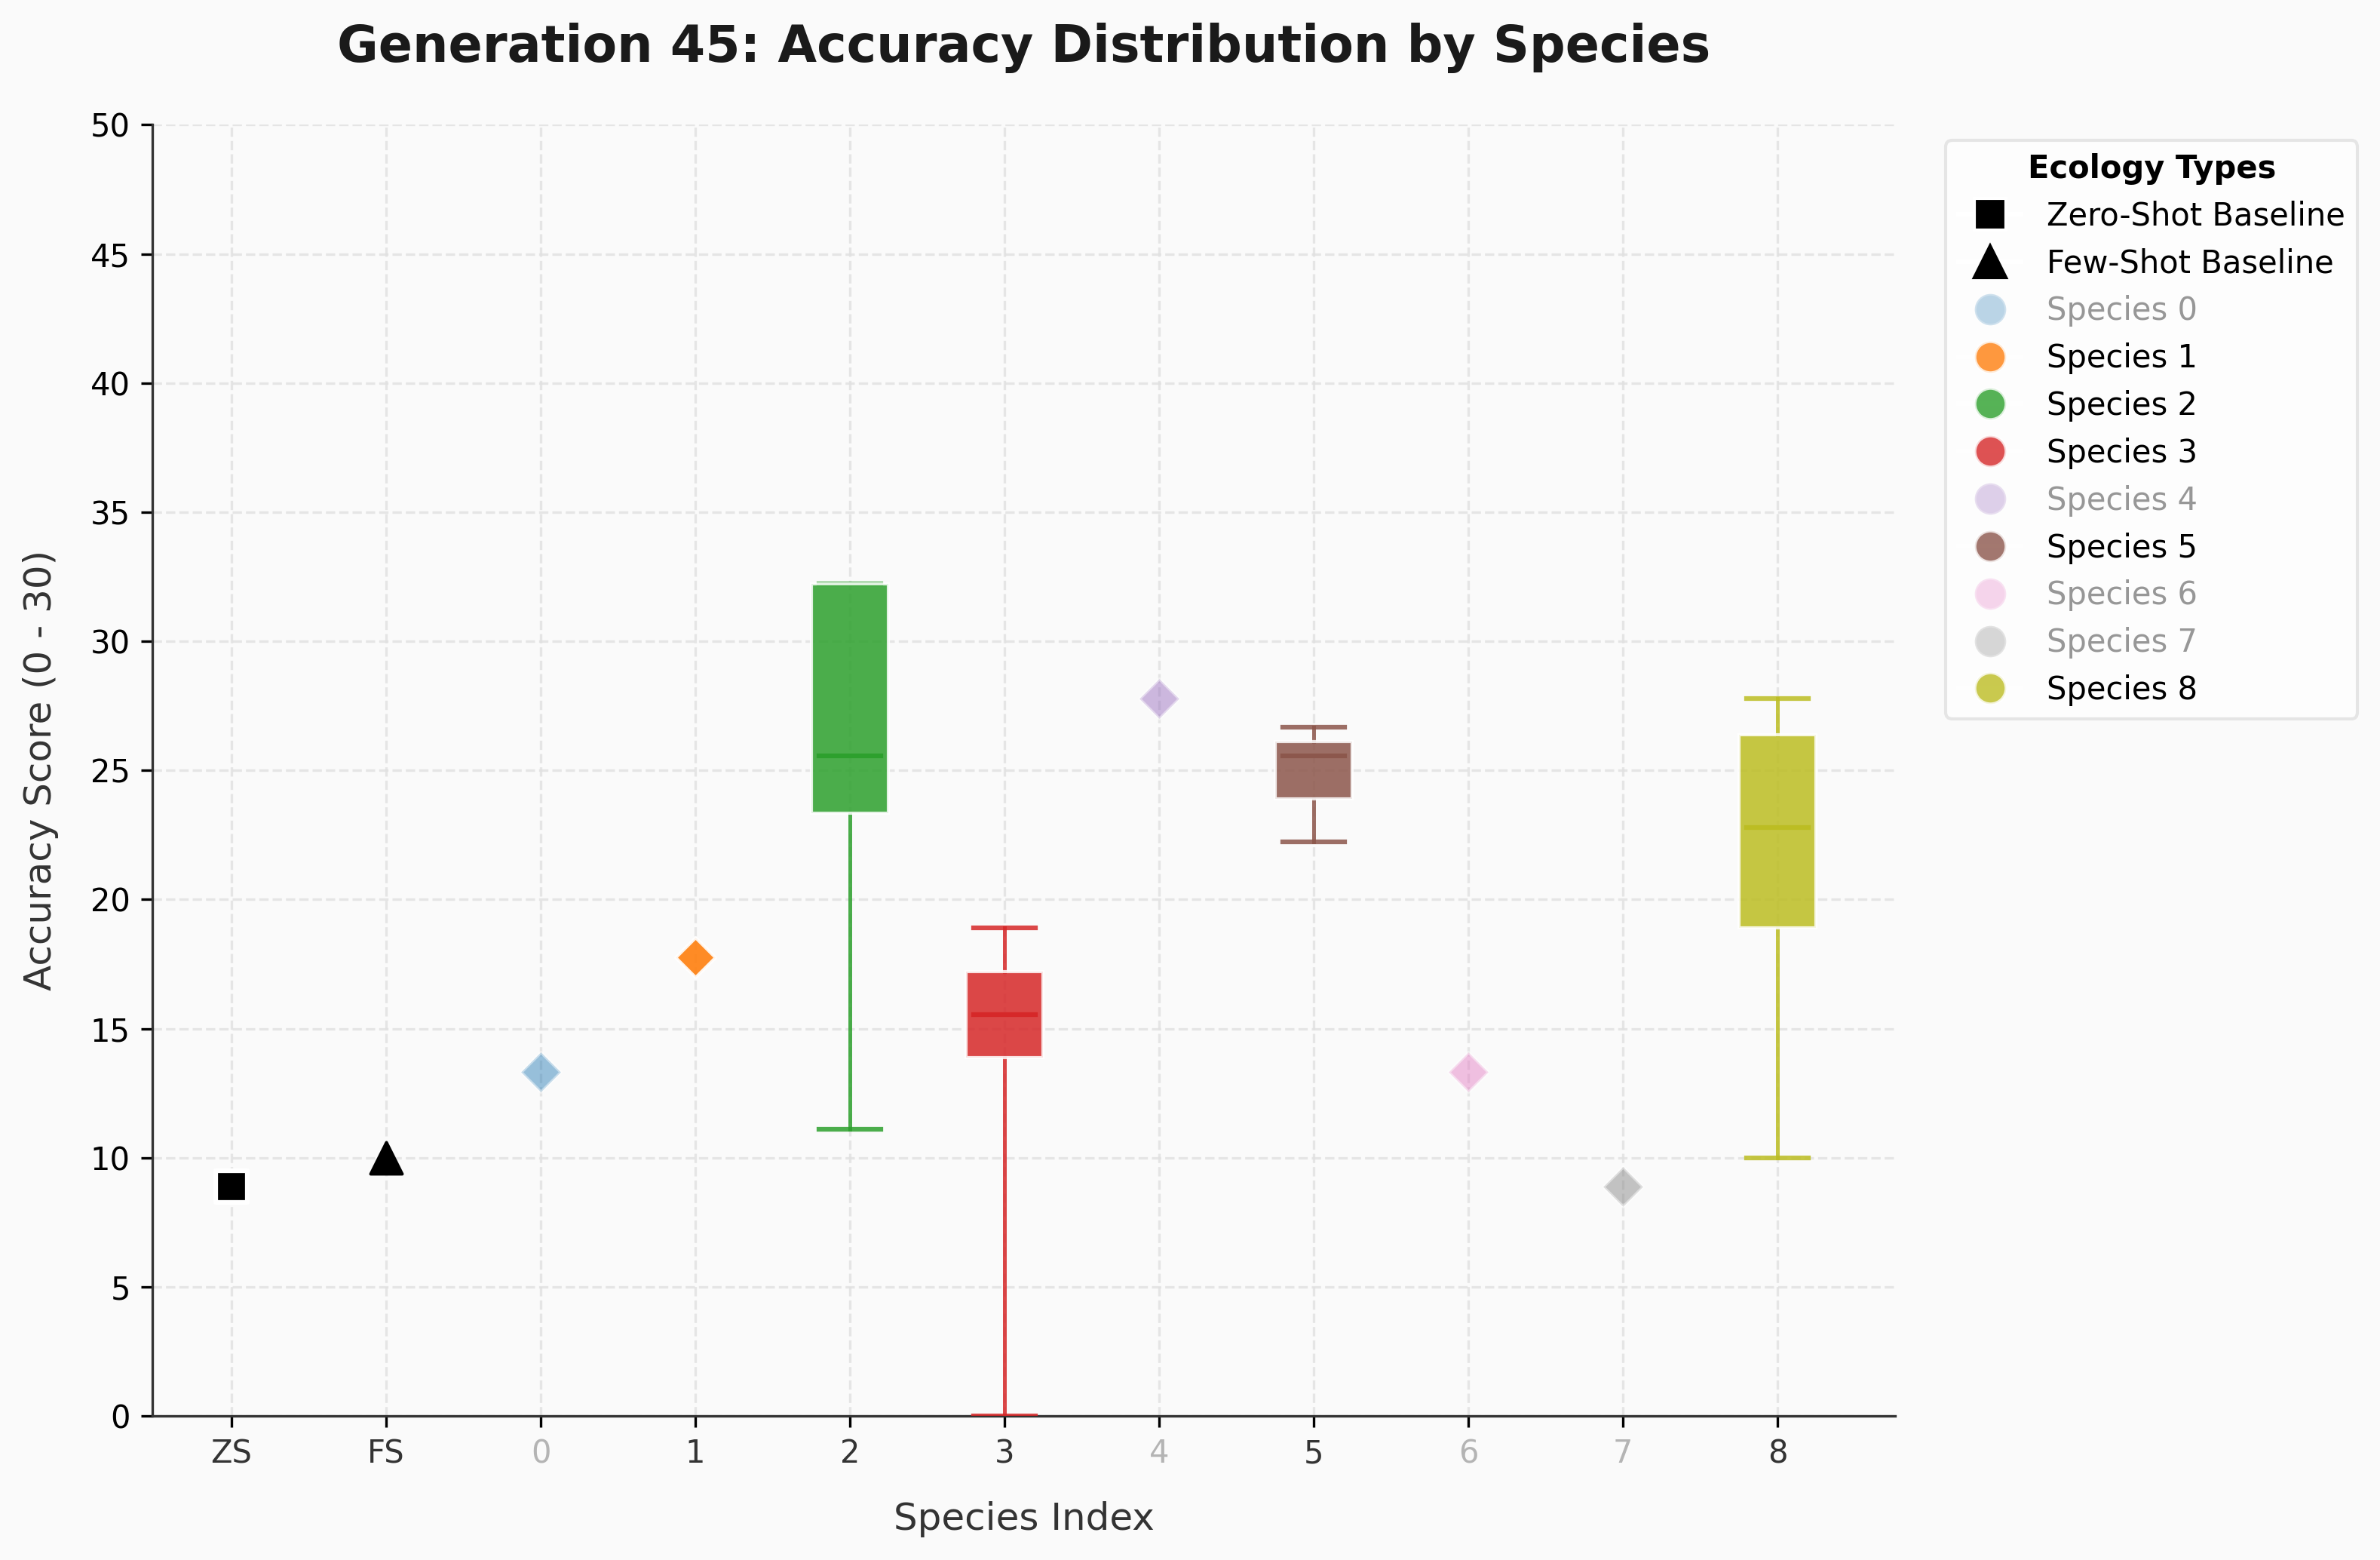 Generation 45: Accuracy Distribution by Species
Accuracy Score (0 - 30)
50
45
40
35
30
25
20
15
10
5
0
ZS FS 0 1 2 3 4 5 6 7 8
Species Index
Ecology Types
Zero-Shot Baseline
Few-Shot Baseline
Species 0
Species 1
Species 2
Species 3
Species 4
Species 5
Species 6
Species 7
Species 8